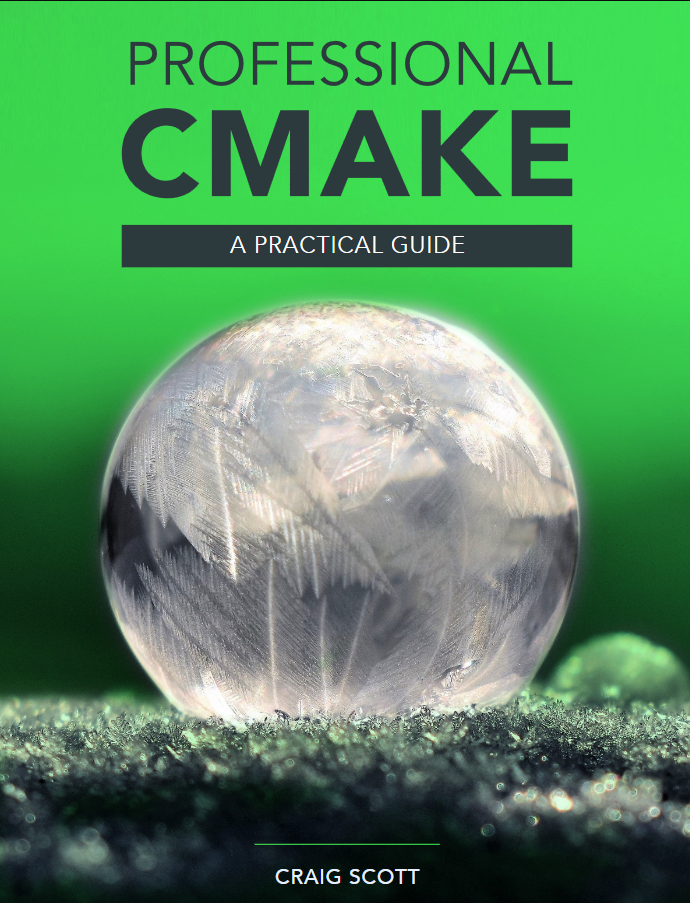 PROFESSIONAL
CMAKE
A PRACTICAL GUIDE
CRAIG SCOTT